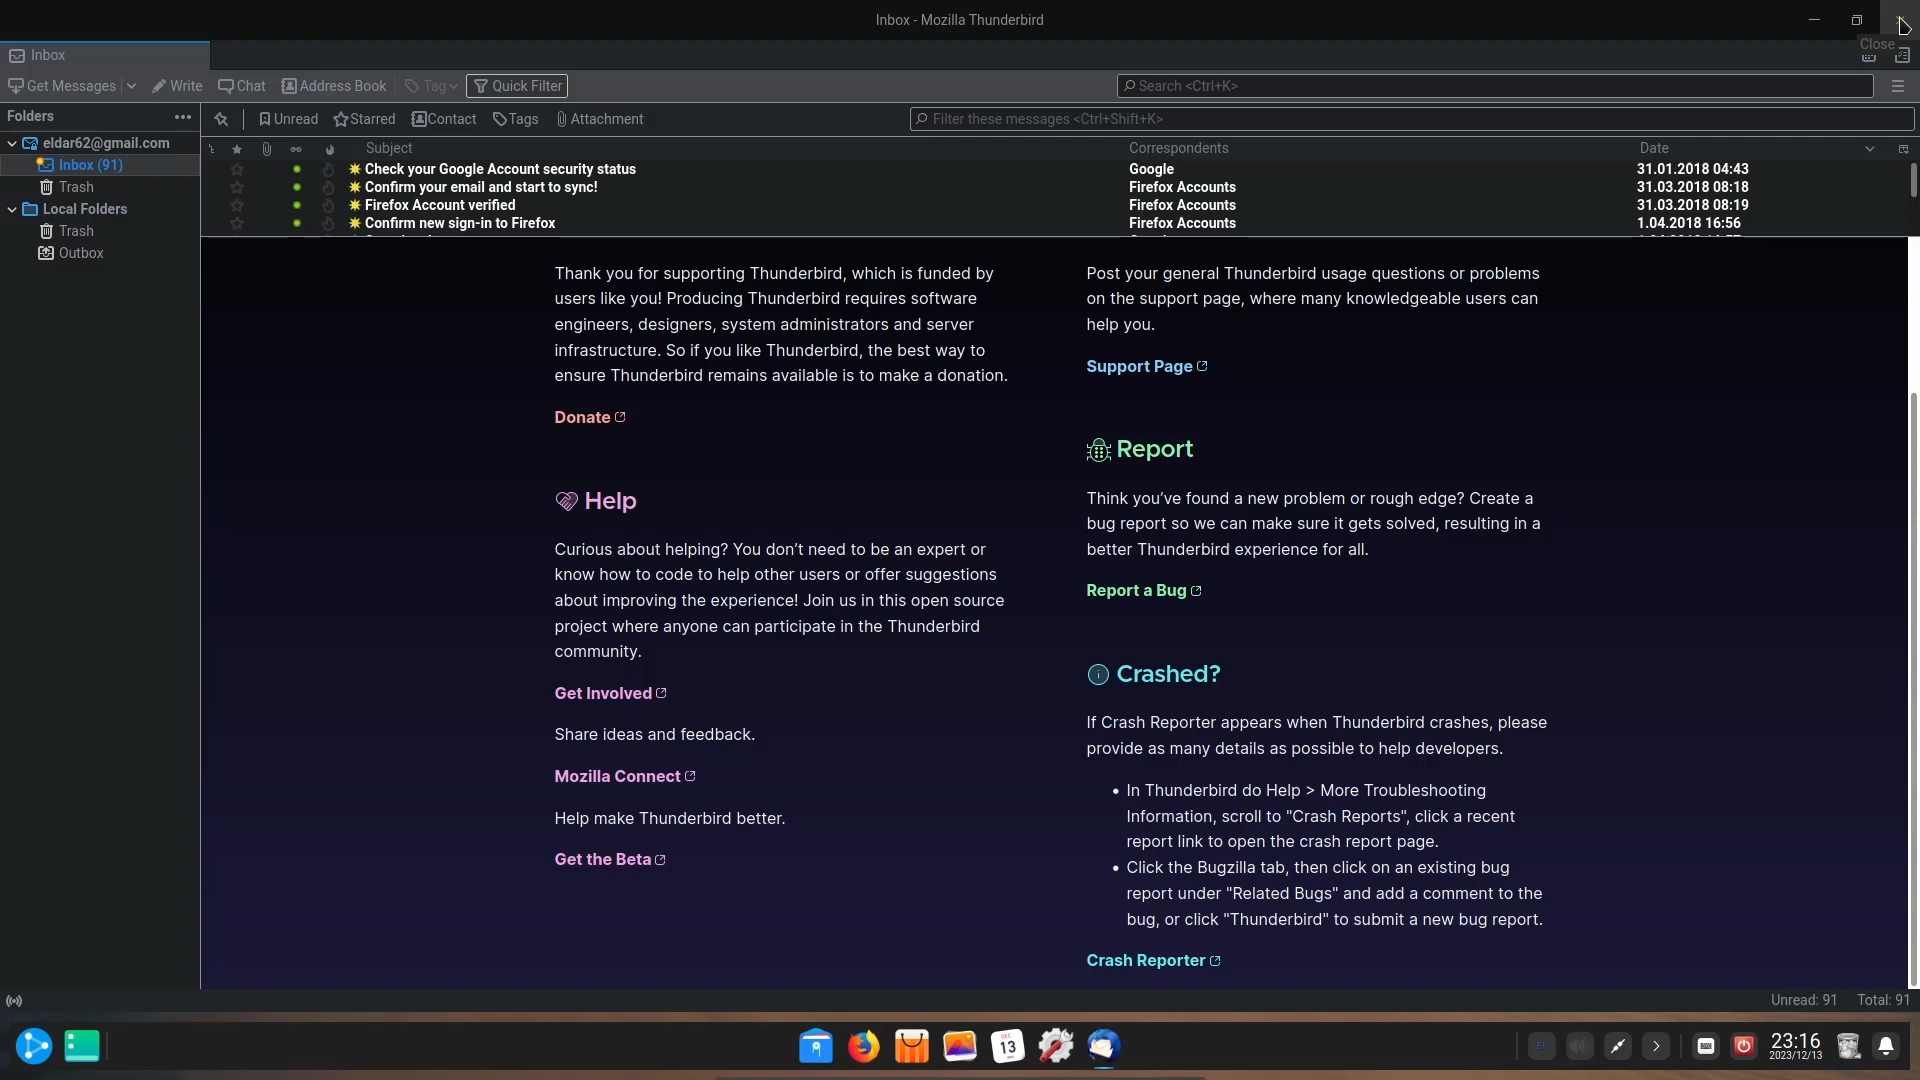 Inbox - Mozilla Thunderbird
Close
Inbox
Get Messages
Write
Chat
Address Book
Tag
Quick Filter
Search <Ctrl+K>
Folders
Unread
Starred
Contact
Tags
Attachment
Filter these messages <Ctrl+Shift+K>
eldar62@gmail.com
Inbox (91)
Trash
Local Folders
Trash
Outbox
Subject Correspondents Date
Check your Google Account security status Google 31.01.2018 04:43
Confirm your email and start to sync! Firefox Accounts 31.03.2018 08:18
Firefox Account verified Firefox Accounts 31.03.2018 08:19
Confirm new sign-in to Firefox Firefox Accounts 1.04.2018 16:56
Thank you for supporting Thunderbird, which is funded by
users like you! Producing Thunderbird requires software
engineers, designers, system administrators and server
infrastructure. So if you like Thunderbird, the best way to
ensure Thunderbird remains available is to make a donation.
Donate
Help
Curious about helping? You don’t need to be an expert or
know how to code to help other users or offer suggestions
about improving the experience! Join us in this open source
project where anyone can participate in the Thunderbird
community.
Get Involved
Share ideas and feedback.
Mozilla Connect
Help make Thunderbird better.
Get the Beta
Post your general Thunderbird usage questions or problems
on the support page, where many knowledgeable users can
help you.
Support Page
Report
Think you’ve found a new problem or rough edge? Create a
bug report so we can make sure it gets solved, resulting in a
better Thunderbird experience for all.
Report a Bug
Crashed?
If Crash Reporter appears when Thunderbird crashes, please
provide as many details as possible to help developers.
• In Thunderbird do Help > More Troubleshooting
Information, scroll to "Crash Reports", click a recent
report link to open the crash report page.
• Click the Bugzilla tab, then click on an existing bug
report under "Related Bugs" and add a comment to the
bug, or click "Thunderbird" to submit a new bug report.
Crash Reporter
Unread: 91 Total: 91
13
23:16
2023/12/13